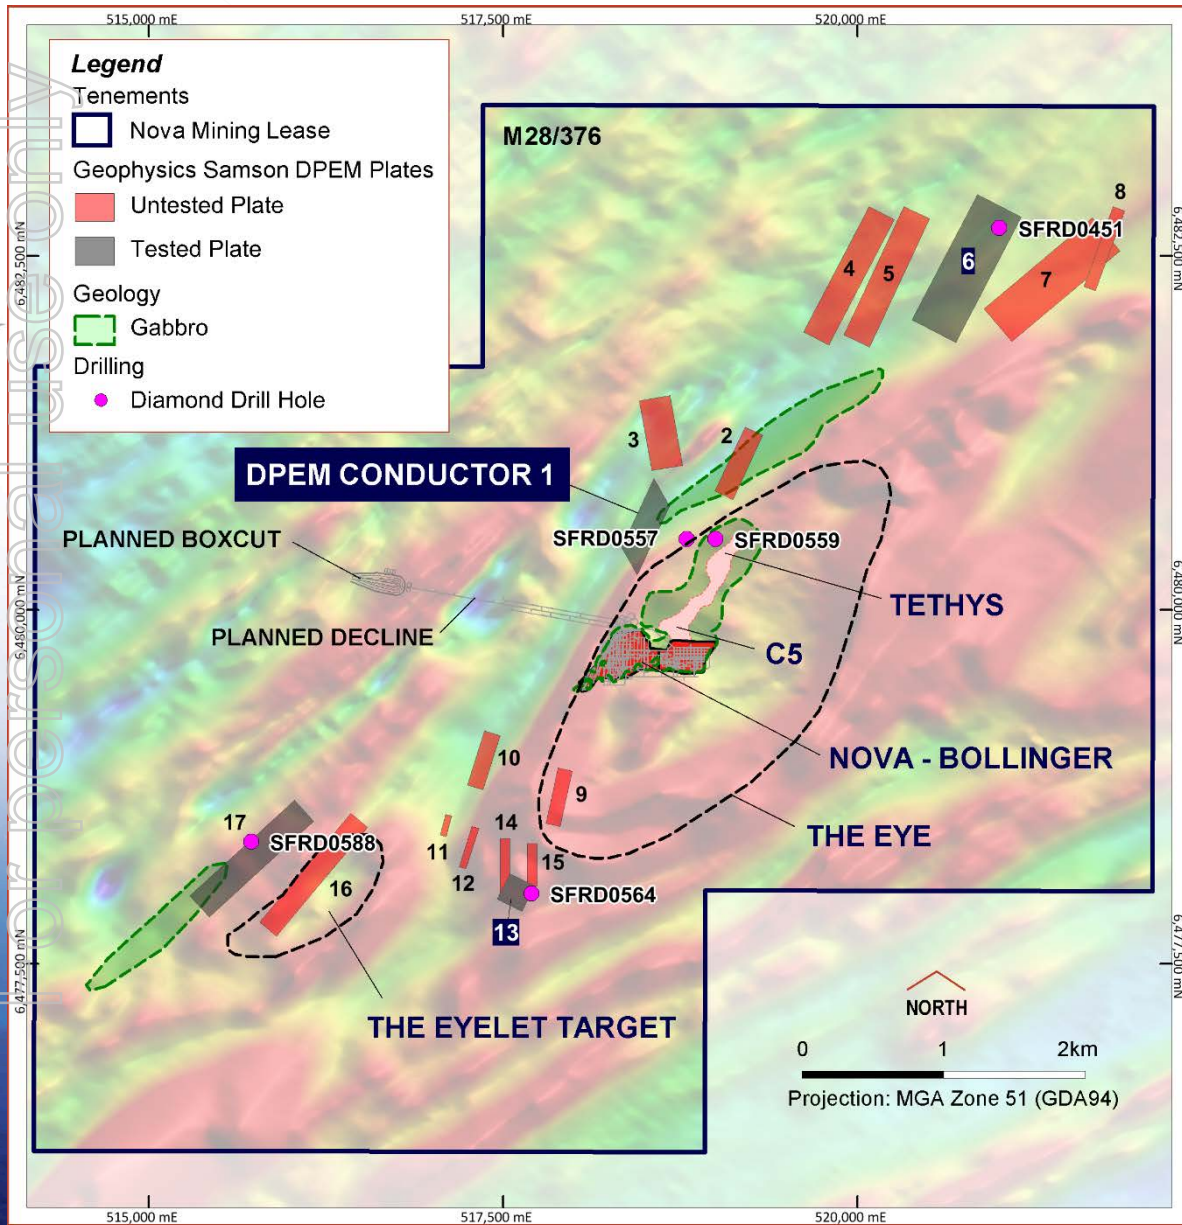 515,000 mE
517,500 mE
520,000 mE
Legend
Tenements
Nova Mining Lease
Geophysics Samson DPEM Plates
Untested Plate
Tested Plate
Geology
Gabbro
Drilling
Diamond Drill Hole
For personal use only
M28/376
8
SFRD0451
6,482,500 mN
6,482,500 mN
4
5
6
7
3
2
DPEM CONDUCTOR 1
PLANNED BOXCUT
SFRD0557
SFRD0559
TETHYS
6,480,000 mN
6,480,000 mN
PLANNED DECLINE
C5
NOVA - BOLLINGER
10
9
THE EYE
17
SFRD0588
11
12
14
15
16
SFRD0564
13
6,477,500 mN
6,477,500 mN
THE EYELET TARGET
NORTH
0 1 2km
Projection: MGA Zone 51 (GDA94)
515,000 mE
517,500 mE
520,000 mE